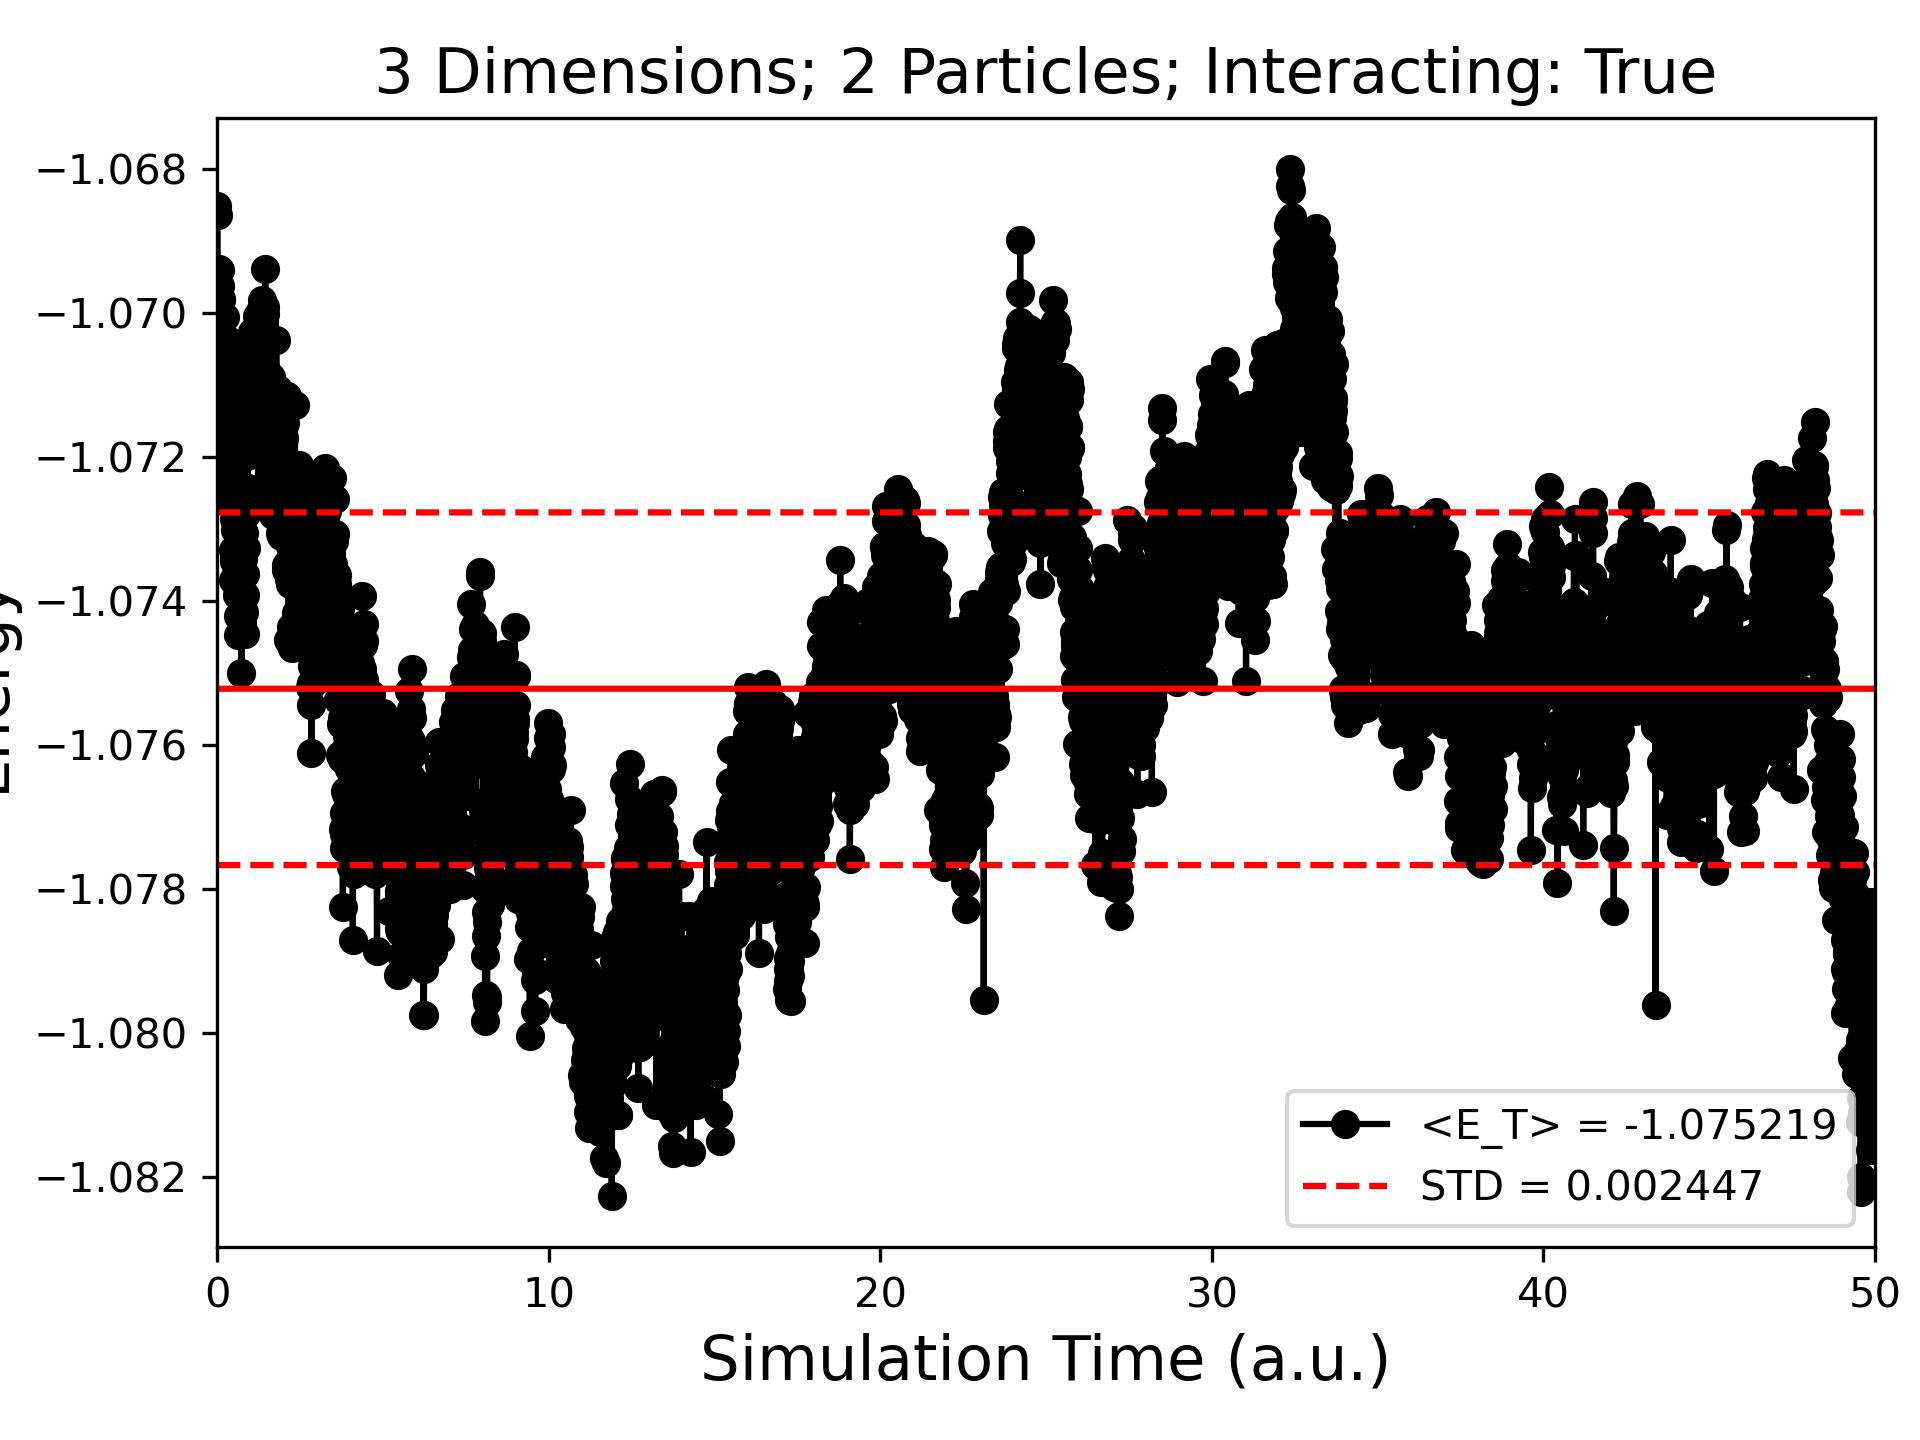 3 Dimensions; 2 Particles; Interacting: True
Energy
−1.068
−1.070
−1.072
−1.074
−1.076
−1.078
−1.080
−1.082
<E_T> = -1.075219
STD = 0.002447
0 10 20 30 40 50
Simulation Time (a.u.)